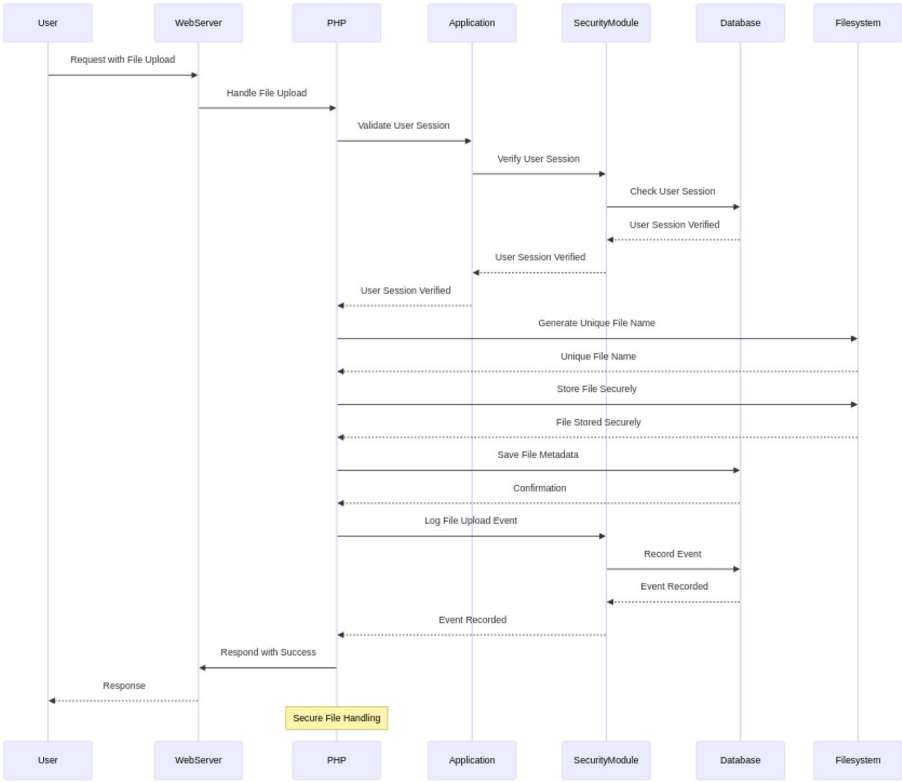 User WebServer PHP Application SecurityModule Database Filesystem
Request with File Upload
Handle File Upload
Validate User Session
Verify User Session
Check User Session
User Session Verified
User Session Verified
User Session Verified
Generate Unique File Name
Unique File Name
Store File Securely
File Stored Securely
Save File Metadata
Confirmation
Log File Upload Event
Record Event
Event Recorded
Event Recorded
Respond with Success
Response
Secure File Handling
User WebServer PHP Application SecurityModule Database Filesystem